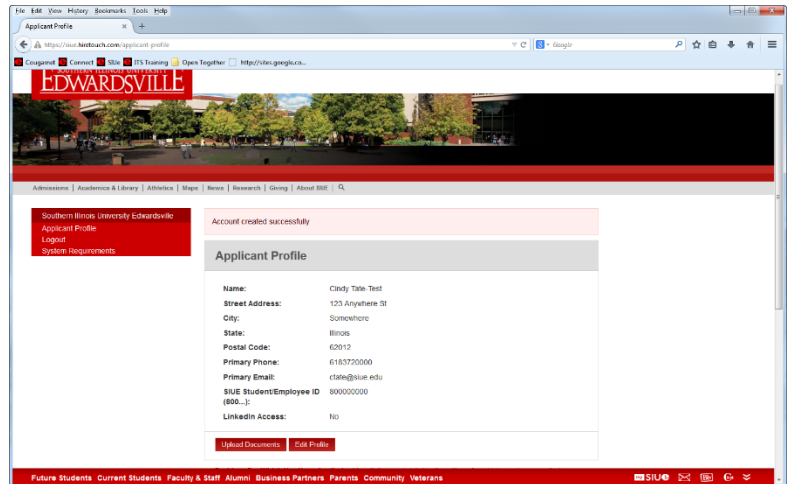 File Edit View History Bookmarks Tools Help
Applicant Profile × +
https://siue.hiretouch.com/applicant-profile
Google
Cougarnet Connect SIUe ITS Training Open Together http://sites.google.co...
SOUTHERN ILLINOIS UNIVERSITY
EDWARDSVILLE
Admissions | Academics & Library | Athletics | Maps | News | Research | Giving | About SIUE |
Southern Illinois University Edwardsville
Applicant Profile
Logout
System Requirements
Account created successfully
Applicant Profile
Name: Cindy Tate-Test
Street Address: 123 Anywhere St
City: Somewhere
State: Illinois
Postal Code: 62012
Primary Phone: 6183720000
Primary Email: ctate@siue.edu
SIUE Student/Employee ID 800000000
(800...):
LinkedIn Access: No
Upload Documents Edit Profile
Future Students Current Students Faculty & Staff Alumni Business Partners Parents Community Veterans
SIUe Bb